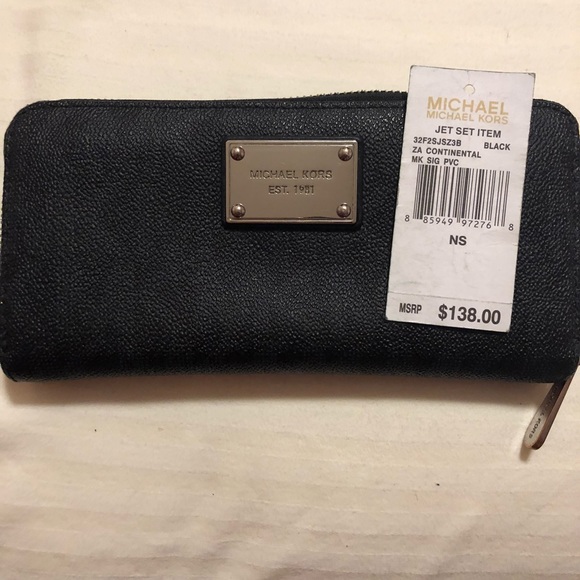 MICHAEL KORS
EST. 1981
MICHAEL
MICHAEL KORS
JET SET ITEM
32F2SJSZ3B BLACK
ZA CONTINENTAL
MK SIG PVC
8 85949 97276 8
NS
MSRP $138.00